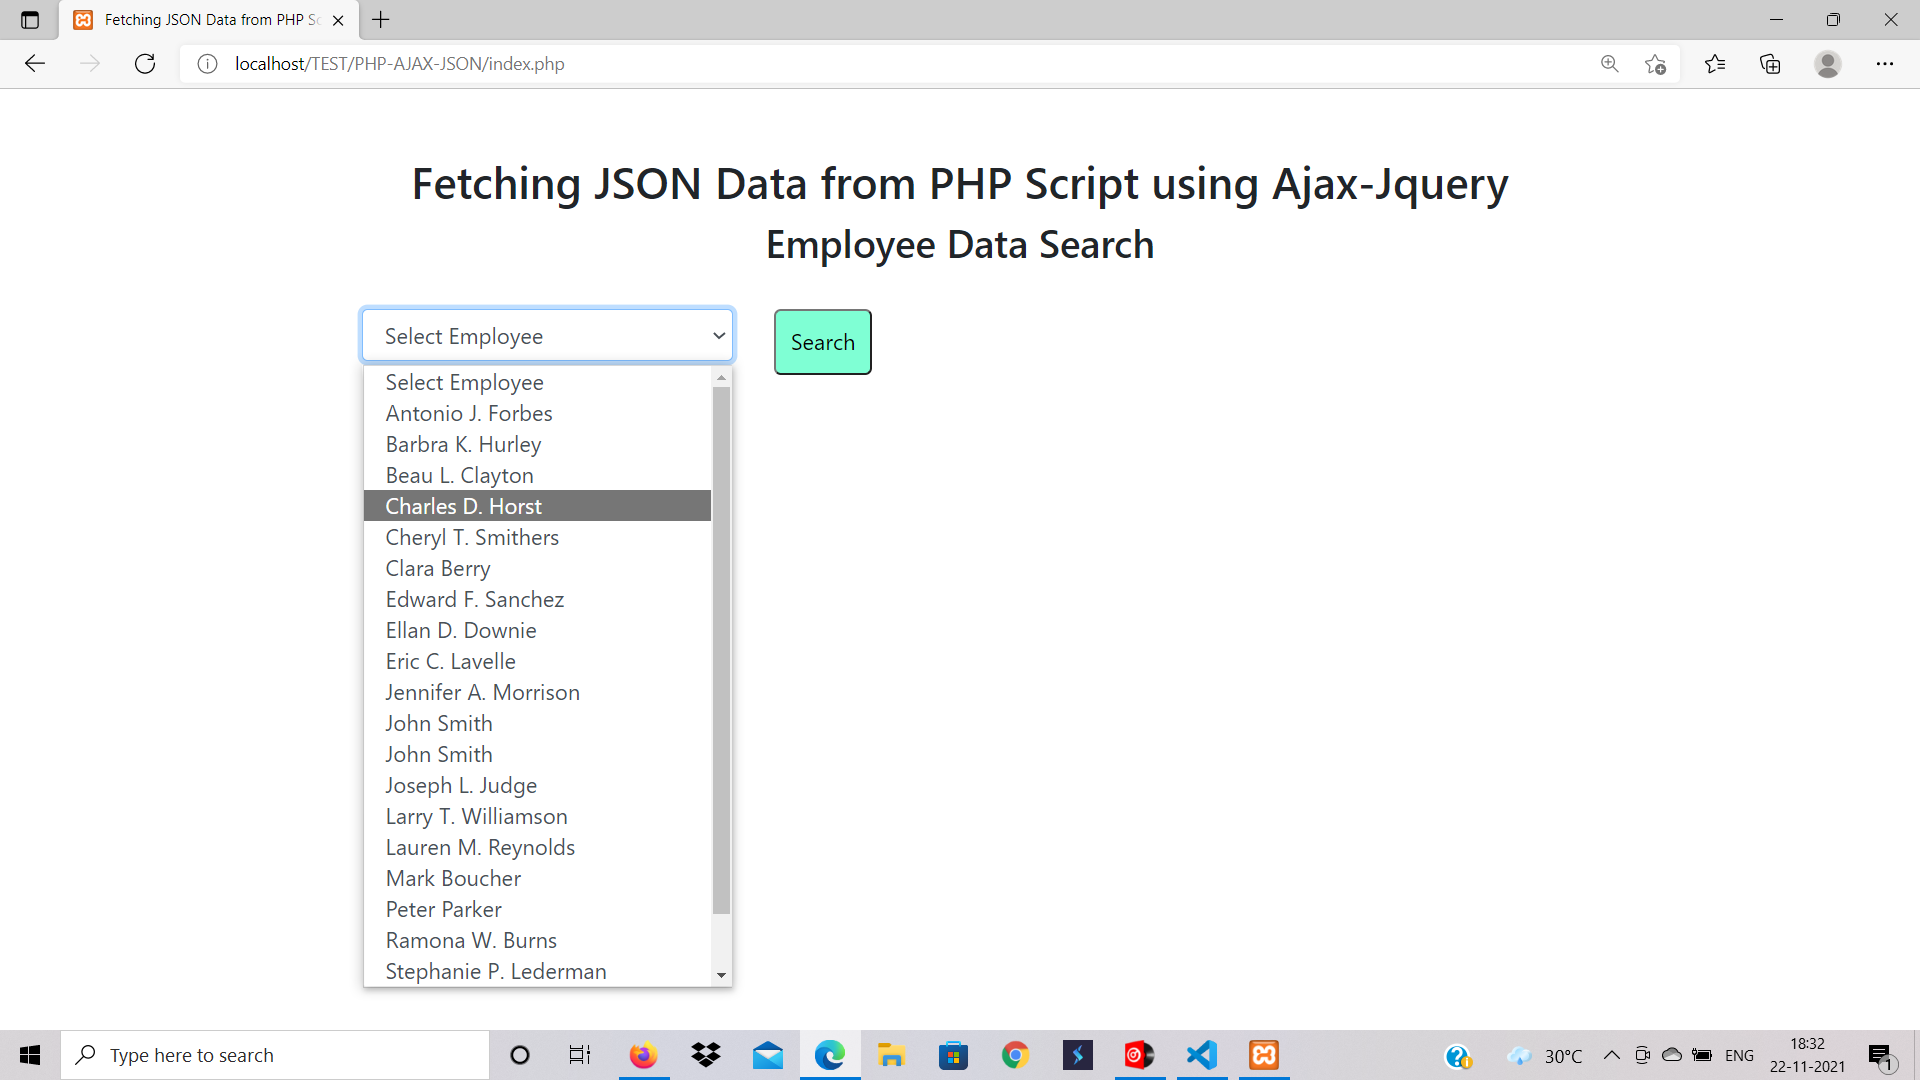 Fetching JSON Data from PHP Sc
localhost/TEST/PHP-AJAX-JSON/index.php
Fetching JSON Data from PHP Script using Ajax-Jquery
Employee Data Search
Select Employee
Search
Select Employee
Antonio J. Forbes
Barbra K. Hurley
Beau L. Clayton
Charles D. Horst
Cheryl T. Smithers
Clara Berry
Edward F. Sanchez
Ellan D. Downie
Eric C. Lavelle
Jennifer A. Morrison
John Smith
John Smith
Joseph L. Judge
Larry T. Williamson
Lauren M. Reynolds
Mark Boucher
Peter Parker
Ramona W. Burns
Stephanie P. Lederman
Type here to search
30°C
ENG
18:32
22-11-2021
1